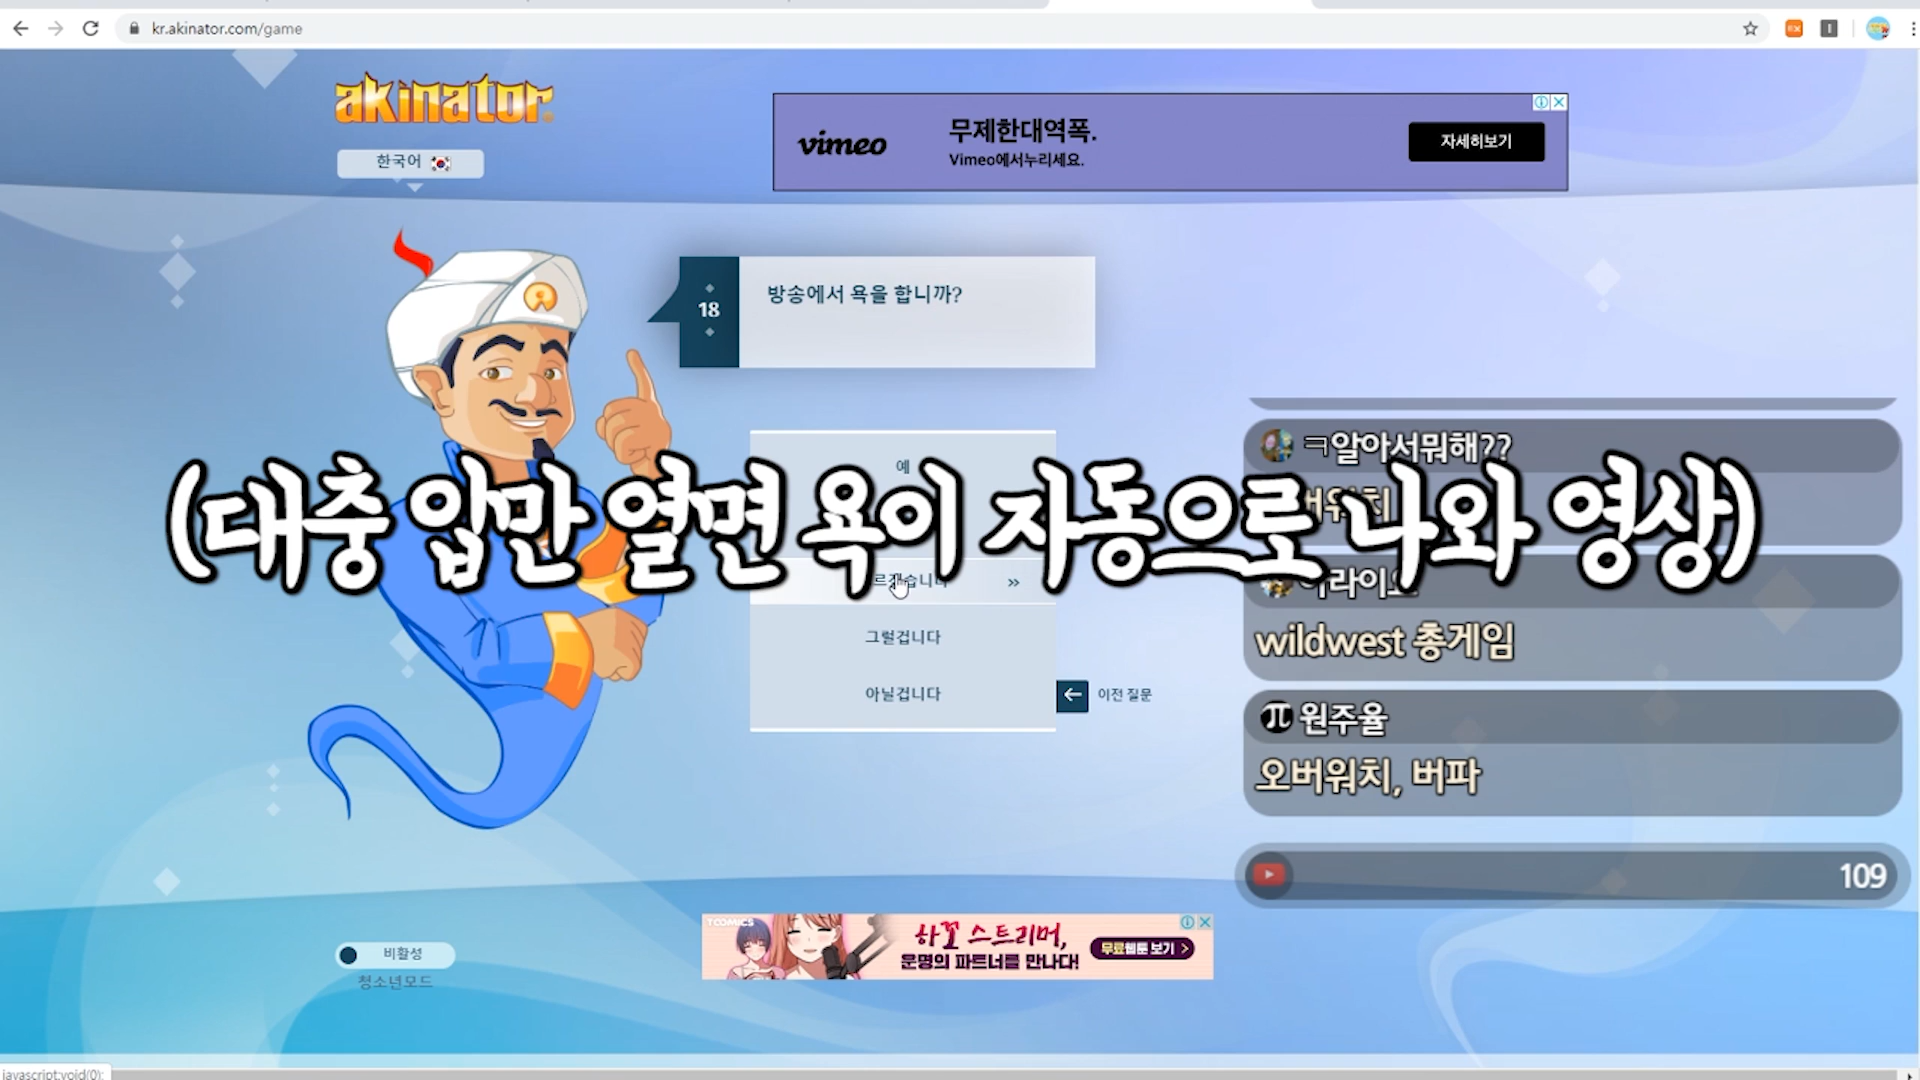 kr.akinator.com/game
akinator
한국어
vimeo
무제한대역폭.
Vimeo에서누리세요.
자세히보기
18
방송에서 욕을 합니까?
예
(대충 입만 열면 욕이 자동으로 나와 영상)
그럴겁니다
아닐겁니다
이전 질문
ㅋ알아서뭐해??
wildwest 총게임
원주율
오버워치, 버파
109
TOOMICS
하꼬 스트리머,
운명의 파트너를 만나다!
무료웹툰 보기 >
비활성
청소년모드
javascript:void(0);